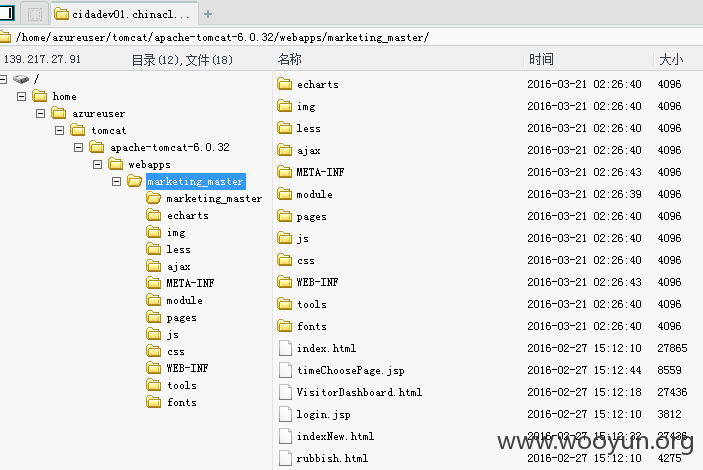 cidadev01.chinacl...
/home/azureuser/tomcat/apache-tomcat-6.0.32/webapps/marketing_master/
139.217.27.91 目录(12),文件(18) 名称 时间 大小
/
home
azureuser
tomcat
apache-tomcat-6.0.32
webapps
marketing_master
marketing_master
echarts
img
less
ajax
META-INF
module
pages
js
css
WEB-INF
tools
fonts
echarts 2016-03-21 02:26:40 4096
img 2016-03-21 02:26:40 4096
less 2016-03-21 02:26:40 4096
ajax 2016-03-21 02:26:40 4096
META-INF 2016-03-21 02:26:43 4096
module 2016-03-21 02:26:39 4096
pages 2016-03-21 02:26:40 4096
js 2016-03-21 02:26:40 4096
css 2016-03-21 02:26:40 4096
WEB-INF 2016-03-21 02:26:43 4096
tools 2016-03-21 02:26:40 4096
fonts 2016-03-21 02:26:40 4096
index.html 2016-02-27 15:12:10 27865
timeChoosePage.jsp 2016-02-27 15:12:44 8559
VisitorDashboard.html 2016-02-27 15:12:18 27436
login.jsp 2016-02-27 15:12:10 3812
indexNew.html 2016-02-27 15:12:32 27436
rubbish.html 2016-02-27 15:12:10 4275
www.wooyun.org